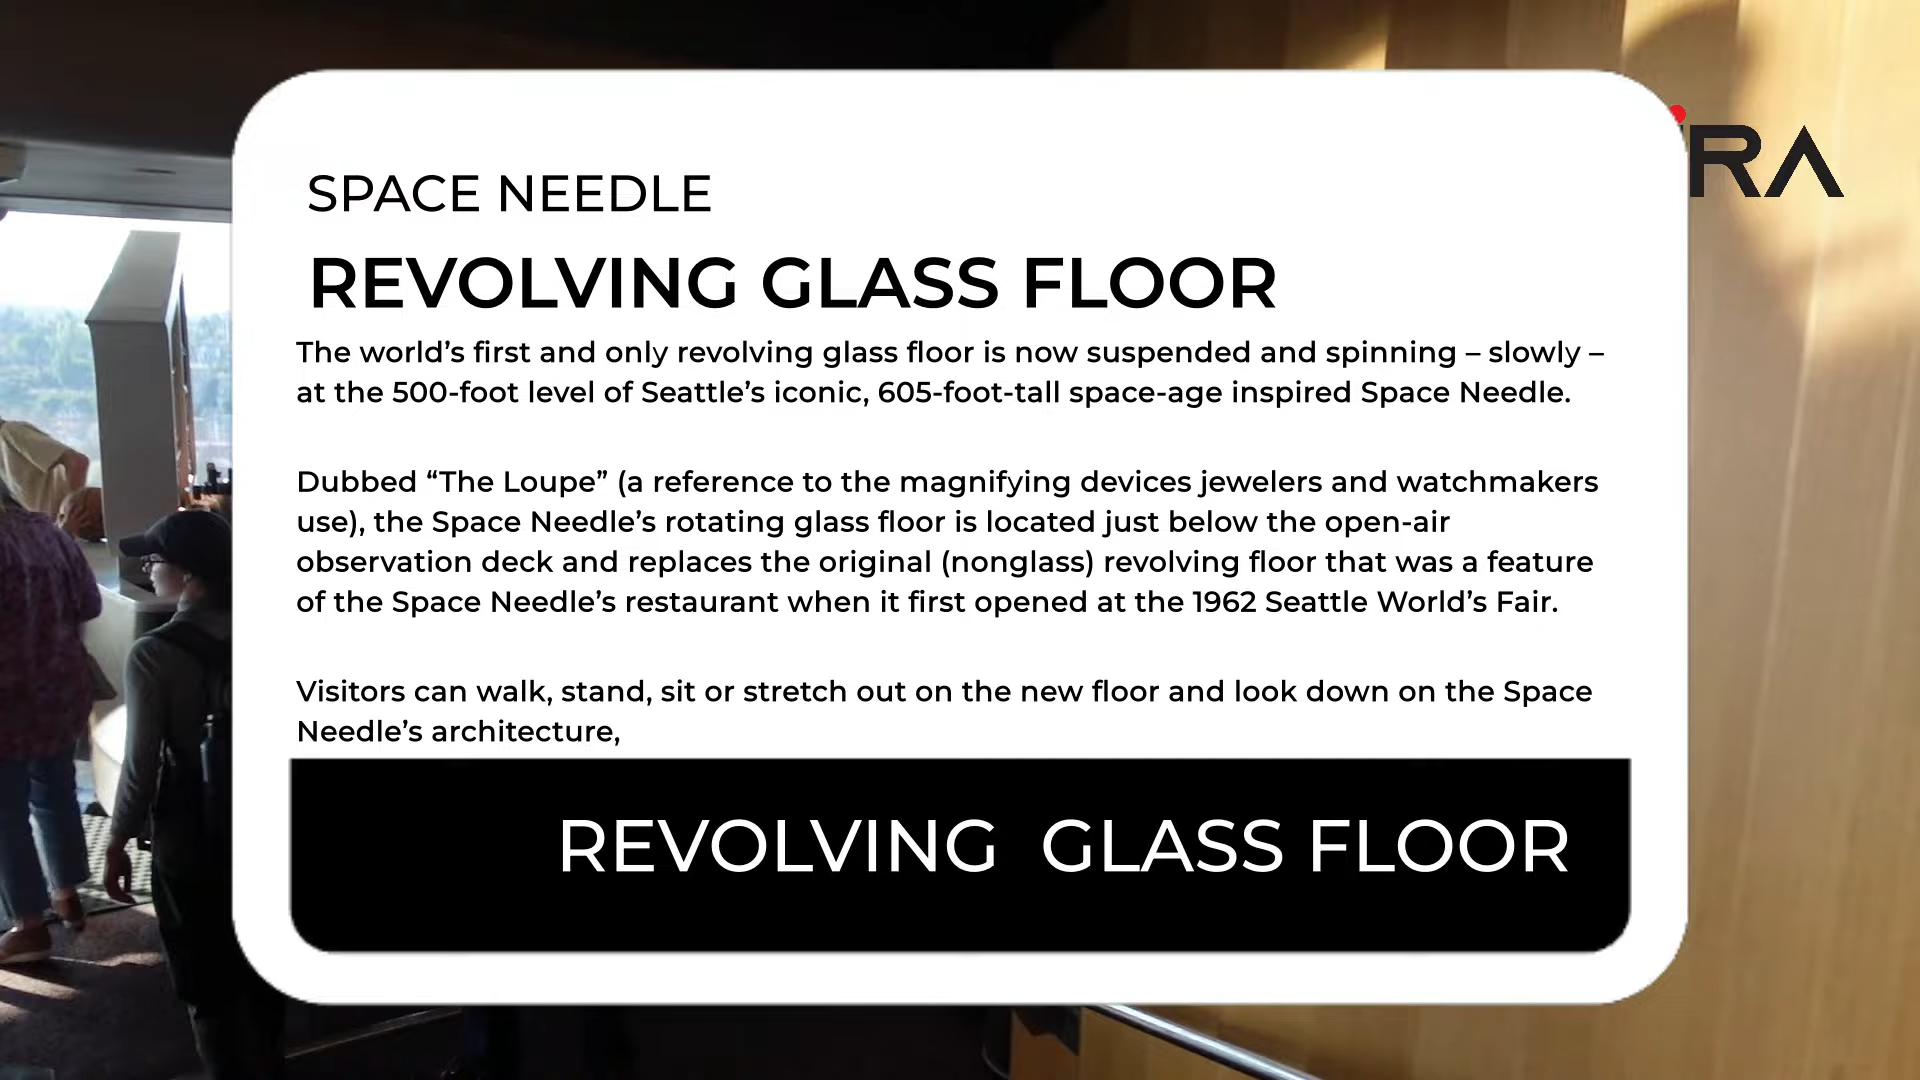 SPACE NEEDLE
REVOLVING GLASS FLOOR
The world’s first and only revolving glass floor is now suspended and spinning – slowly –
at the 500-foot level of Seattle’s iconic, 605-foot-tall space-age inspired Space Needle.
Dubbed “The Loupe” (a reference to the magnifying devices jewelers and watchmakers
use), the Space Needle’s rotating glass floor is located just below the open-air
observation deck and replaces the original (nonglass) revolving floor that was a feature
of the Space Needle’s restaurant when it first opened at the 1962 Seattle World’s Fair.
Visitors can walk, stand, sit or stretch out on the new floor and look down on the Space
Needle’s architecture,
REVOLVING GLASS FLOOR